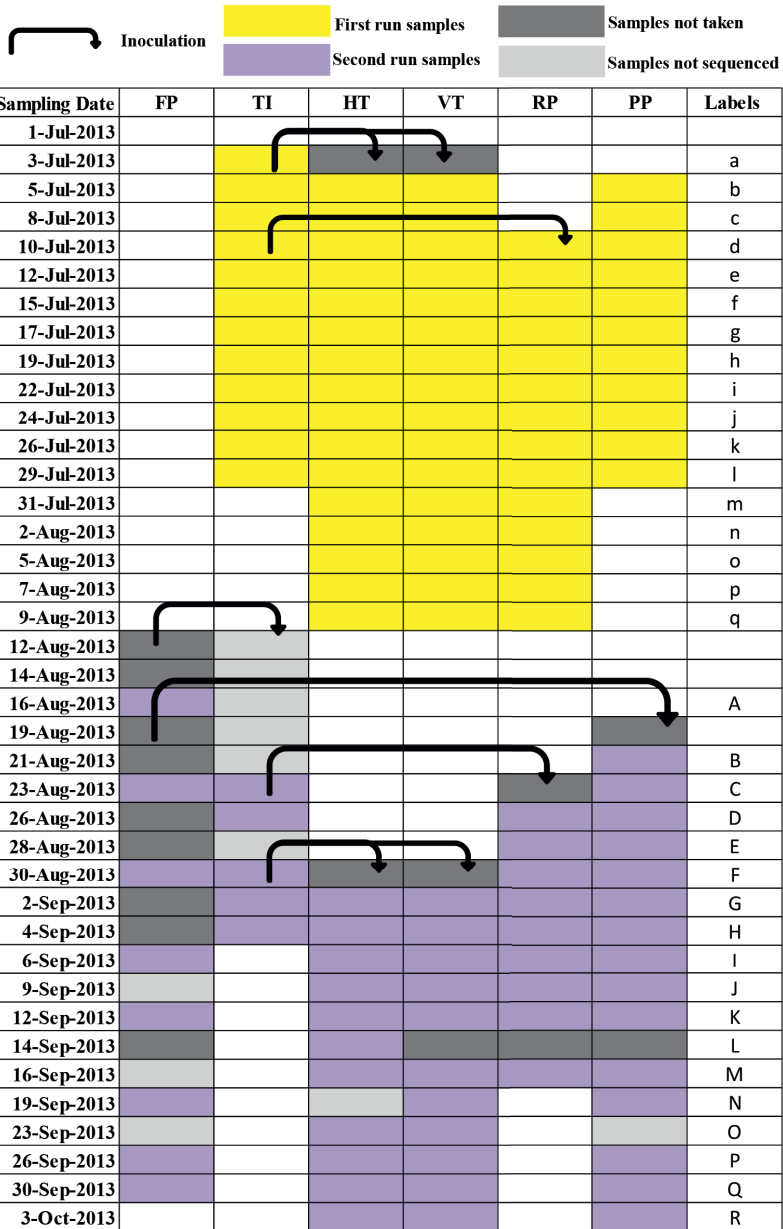 Inoculation
First run samples
Second run samples
Samples not taken
Samples not sequenced
Sampling Date FP TI HT VT RP PP Labels
1-Jul-2013
3-Jul-2013 a
5-Jul-2013 b
8-Jul-2013 c
10-Jul-2013 d
12-Jul-2013 e
15-Jul-2013 f
17-Jul-2013 g
19-Jul-2013 h
22-Jul-2013 i
24-Jul-2013 j
26-Jul-2013 k
29-Jul-2013 l
31-Jul-2013 m
2-Aug-2013 n
5-Aug-2013 o
7-Aug-2013 p
9-Aug-2013 q
12-Aug-2013
14-Aug-2013
16-Aug-2013 A
19-Aug-2013
21-Aug-2013 B
23-Aug-2013 C
26-Aug-2013 D
28-Aug-2013 E
30-Aug-2013 F
2-Sep-2013 G
4-Sep-2013 H
6-Sep-2013 I
9-Sep-2013 J
12-Sep-2013 K
14-Sep-2013 L
16-Sep-2013 M
19-Sep-2013 N
23-Sep-2013 O
26-Sep-2013 P
30-Sep-2013 Q
3-Oct-2013 R